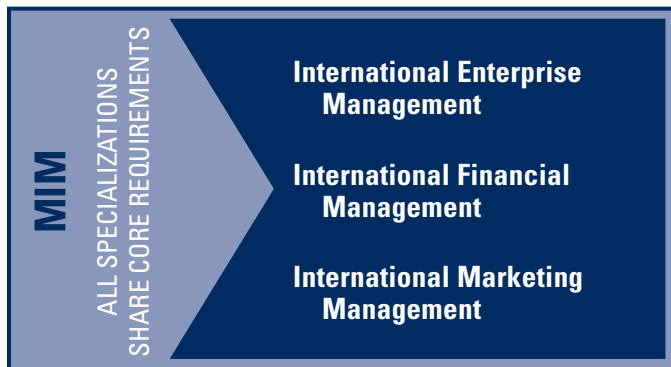 MIM
ALL SPECIALIZATIONS
SHARE CORE REQUIREMENTS
International Enterprise
Management
International Financial
Management
International Marketing
Management